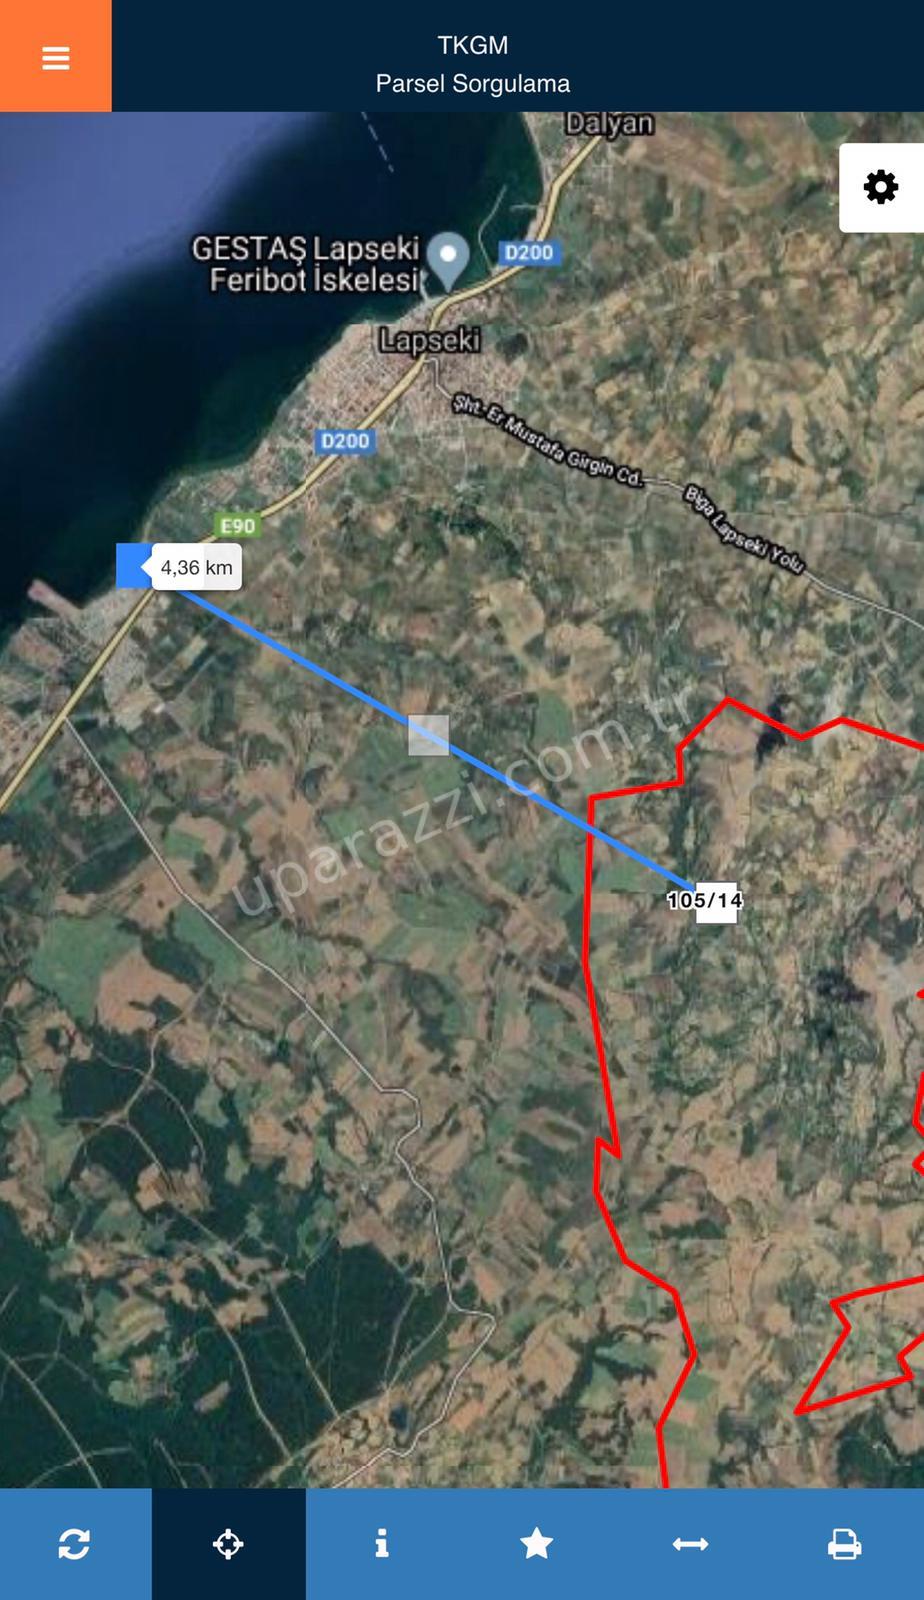 TKGM
Parsel Sorgulama
Dalyan
GESTAŞ Lapseki
Feribot İskelesi
D200
Lapseki
Şht. Er Mustafa Girgin Cd.
D200
Biga Lapseki Yolu
E90
4,36 km
uparazzi.com.tr
105/14